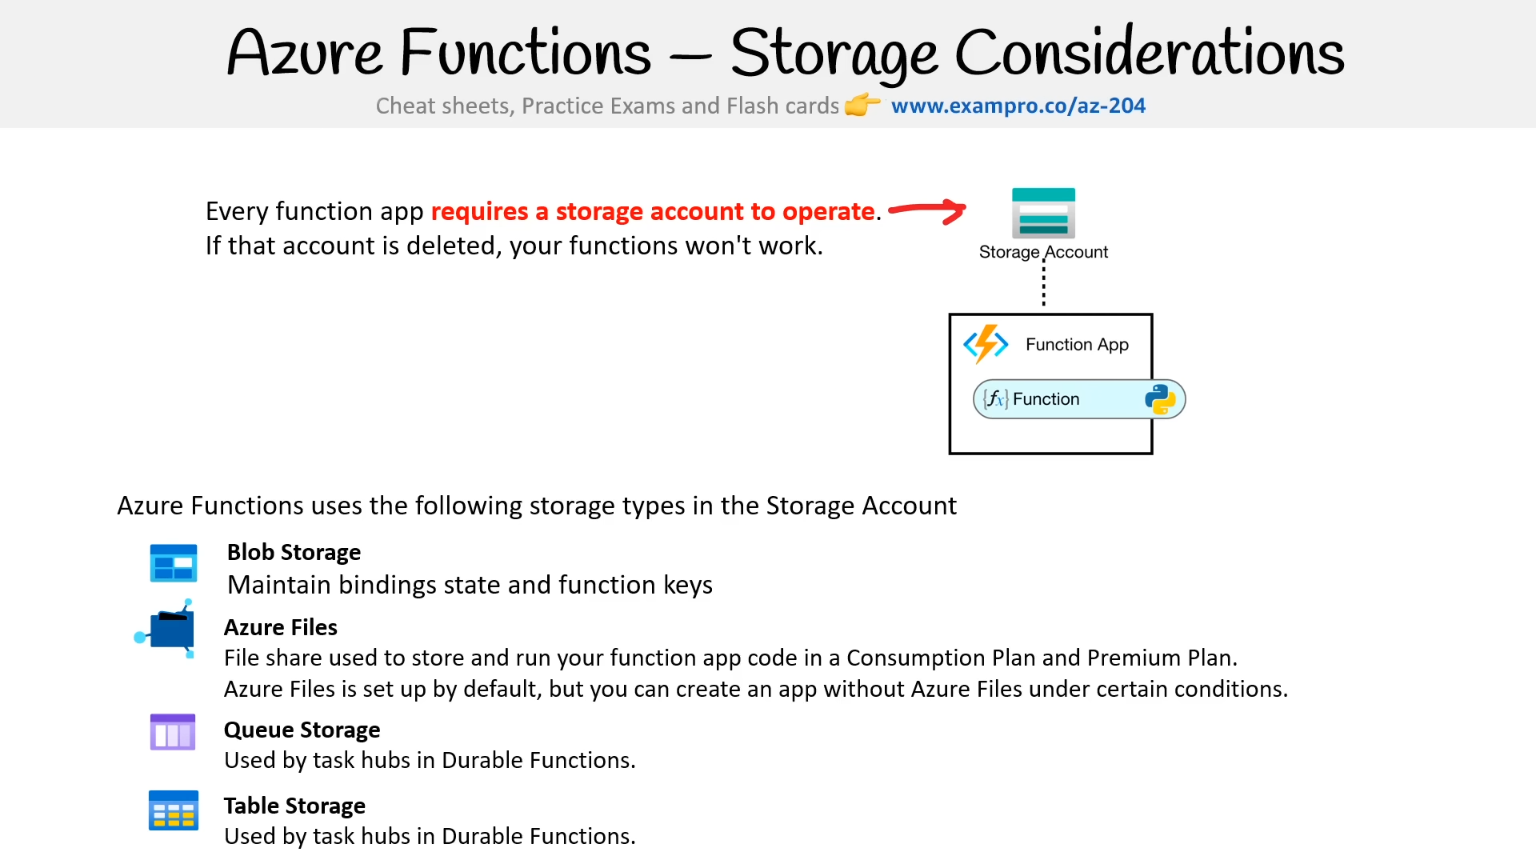 Azure Functions – Storage Considerations
Cheat sheets, Practice Exams and Flash cards 👉 www.exampro.co/az-204
Every function app requires a storage account to operate.
If that account is deleted, your functions won't work.
Storage Account
Function App
{fx} Function
Azure Functions uses the following storage types in the Storage Account
Blob Storage
Maintain bindings state and function keys
Azure Files
File share used to store and run your function app code in a Consumption Plan and Premium Plan.
Azure Files is set up by default, but you can create an app without Azure Files under certain conditions.
Queue Storage
Used by task hubs in Durable Functions.
Table Storage
Used by task hubs in Durable Functions.